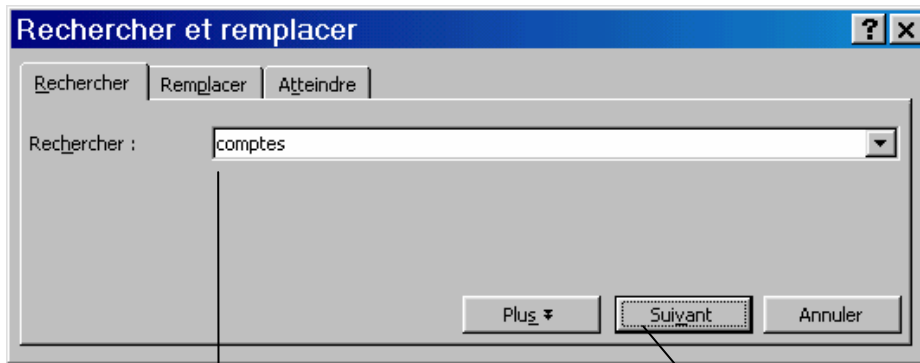 Rechercher et remplacer
Rechercher Remplacer Atteindre
Rechercher : comptes
Plus Suivant Annuler